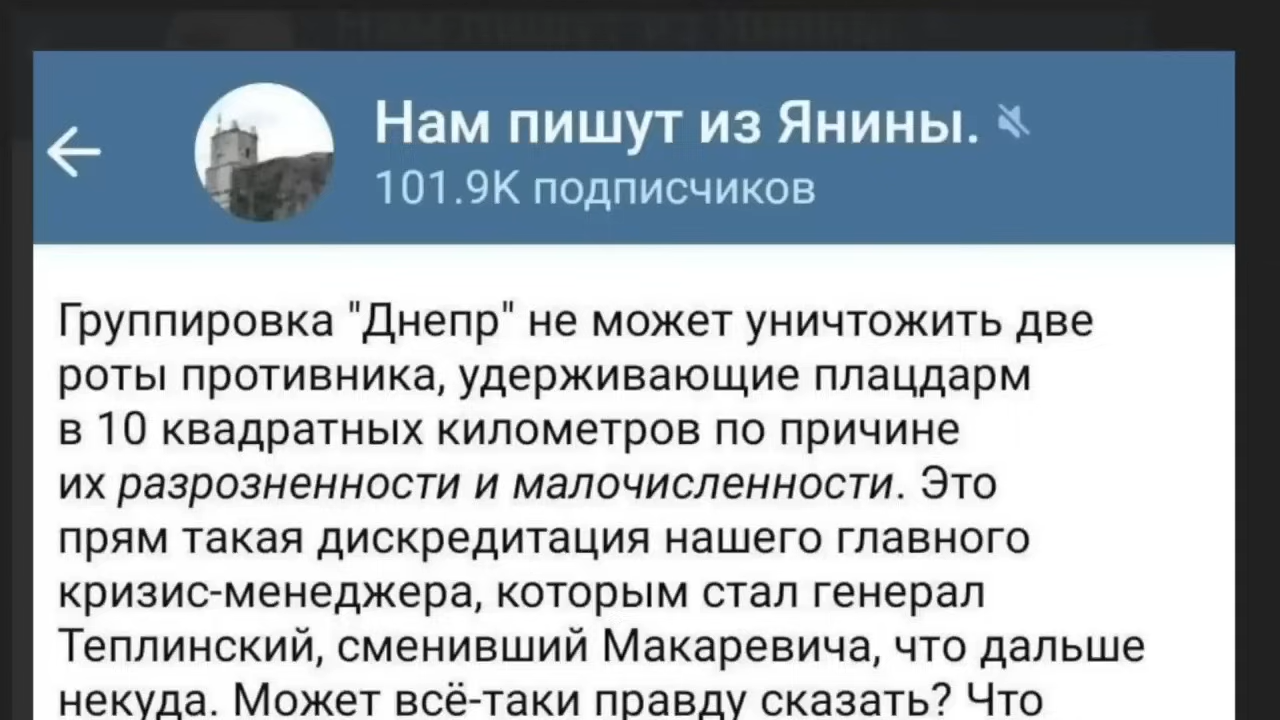 Нам пишут из Янины.
101.9K подписчиков
Группировка "Днепр" не может уничтожить две
роты противника, удерживающие плацдарм
в 10 квадратных километров по причине
их разрозненности и малочисленности. Это
прям такая дискредитация нашего главного
кризис-менеджера, которым стал генерал
Теплинский, сменивший Макаревича, что дальше
некуда. Может всё-таки правду сказать? Что